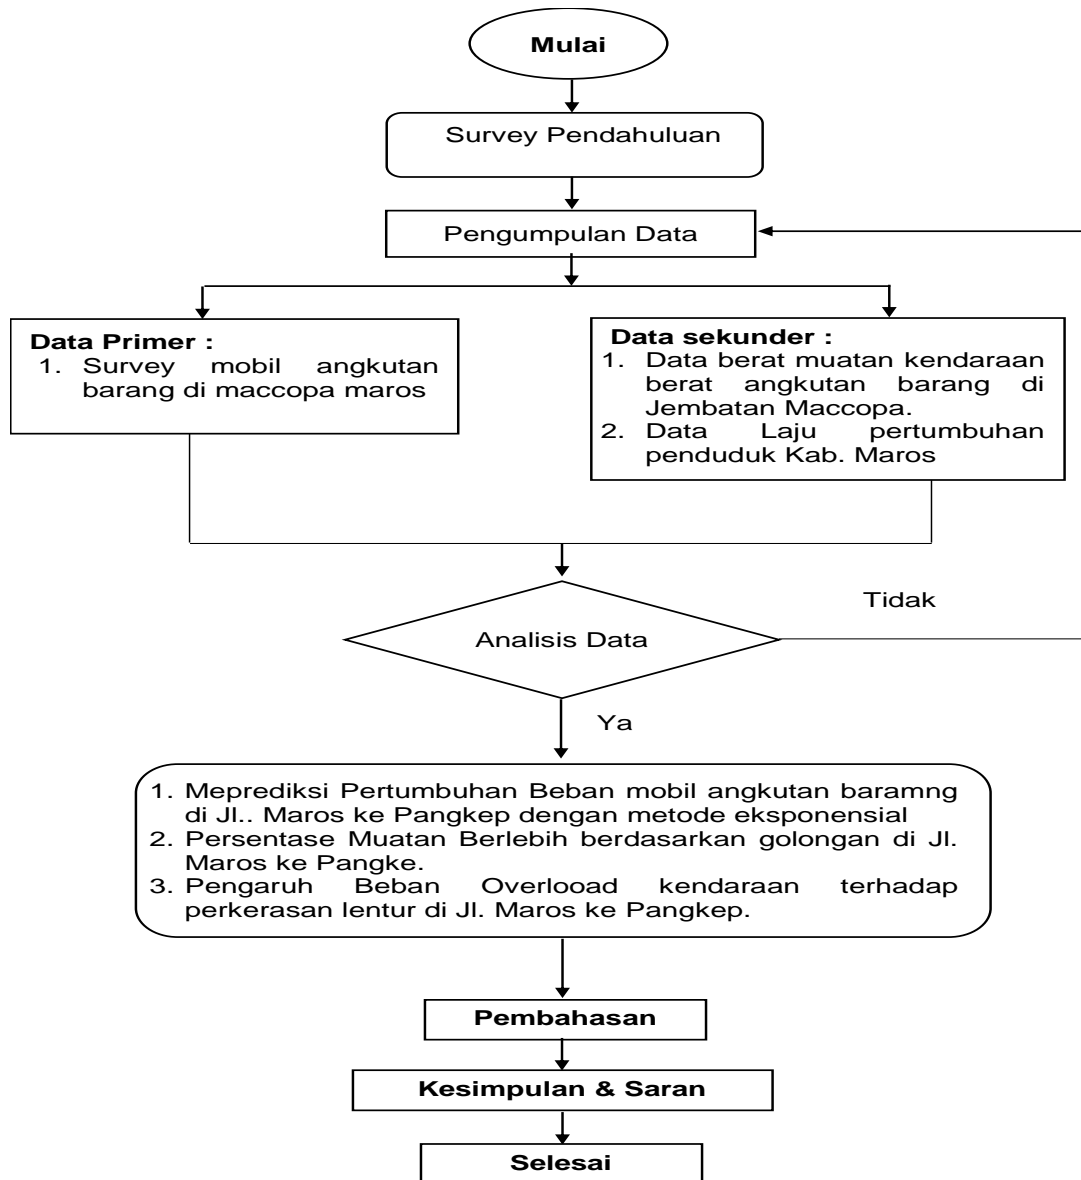 Mulai
Survey Pendahuluan
Pengumpulan Data
Data Primer :
1. Survey mobil angkutan
barang di maccopa maros
Data sekunder :
1. Data berat muatan kendaraan
berat angkutan barang di
Jembatan Maccopa.
2. Data Laju pertumbuhan
penduduk Kab. Maros
Tidak
Analisis Data
Ya
1. Meprediksi Pertumbuhan Beban mobil angkutan baramng
di Jl.. Maros ke Pangkep dengan metode eksponensial
2. Persentase Muatan Berlebih berdasarkan golongan di Jl.
Maros ke Pangke.
3. Pengaruh Beban Overlooad kendaraan terhadap
perkerasan lentur di Jl. Maros ke Pangkep.
Pembahasan
Kesimpulan & Saran
Selesai